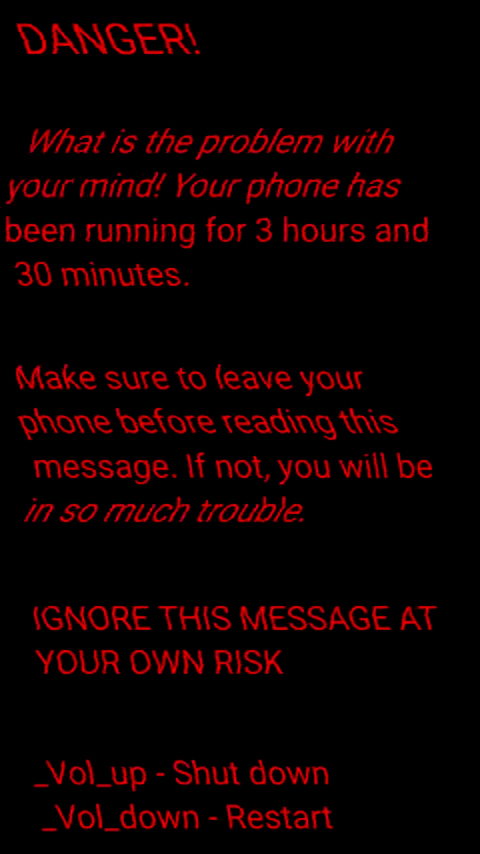 DANGER!
What is the problem with
your mind! Your phone has
been running for 3 hours and
30 minutes.
Make sure to leave your
phone before reading this
message. If not, you will be
in so much trouble.
IGNORE THIS MESSAGE AT
YOUR OWN RISK
_Vol_up - Shut down
_Vol_down - Restart